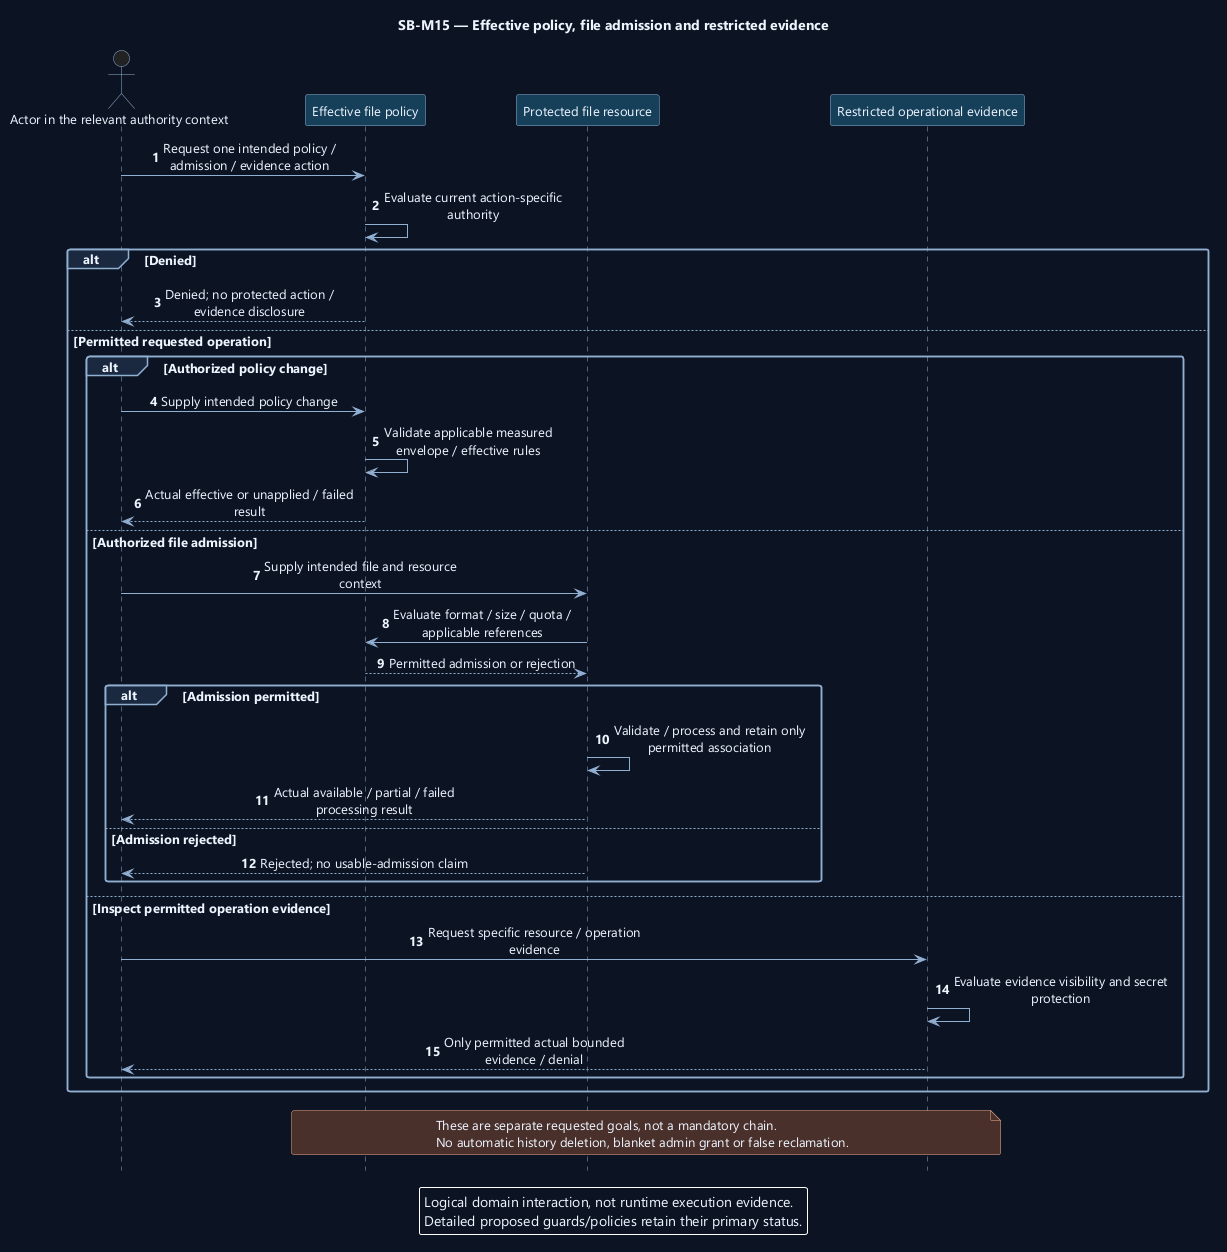 SB-M15 — Effective policy, file admission and restricted evidence
Actor in the relevant authority context
Effective file policy
Protected file resource
Restricted operational evidence
1 Request one intended policy /
admission / evidence action
2 Evaluate current action-specific
authority
alt [Denied]
3 Denied; no protected action /
evidence disclosure
[Permitted requested operation]
alt [Authorized policy change]
4 Supply intended policy change
5 Validate applicable measured
envelope / effective rules
6 Actual effective or unapplied / failed
result
[Authorized file admission]
7 Supply intended file and resource
context
8 Evaluate format / size / quota /
applicable references
9 Permitted admission or rejection
alt [Admission permitted]
10 Validate / process and retain only
permitted association
11 Actual available / partial / failed
processing result
[Admission rejected]
12 Rejected; no usable-admission claim
[Inspect permitted operation evidence]
13 Request specific resource / operation
evidence
14 Evaluate evidence visibility and secret
protection
15 Only permitted actual bounded
evidence / denial
These are separate requested goals, not a mandatory chain.
No automatic history deletion, blanket admin grant or false reclamation.
Logical domain interaction, not runtime execution evidence.
Detailed proposed guards/policies retain their primary status.